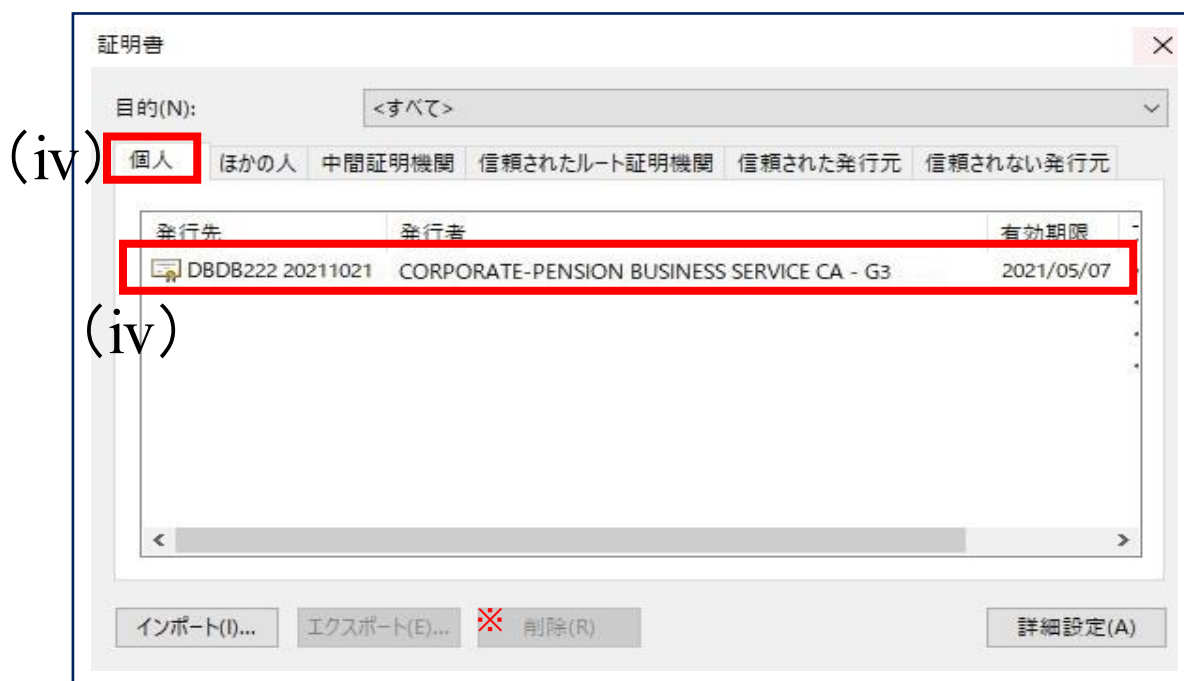 証明書
目的(N): <すべて>
(iv) 個人 ほかの人 中間証明機関 信頼されたルート証明機関 信頼された発行元 信頼されない発行元
発行先 発行者 有効期限
DBDB222 20211021 CORPORATE-PENSION BUSINESS SERVICE CA - G3 2021/05/07
(iv)
インポート(I)... エクスポート(E)... ※ 削除(R) 詳細設定(A)